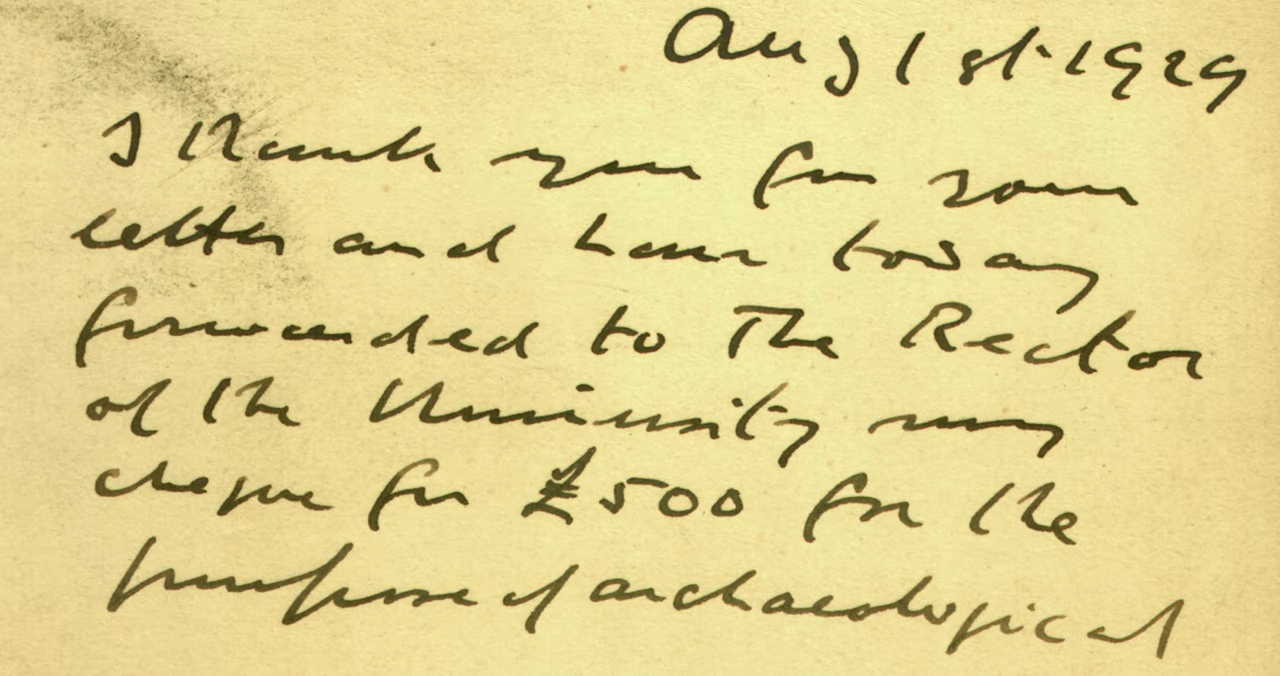 Aug 1st. 1929
I thank you for your
letter and have today
forwarded to The Rector
of the University my
cheque for £500 for the
purpose of archaeological